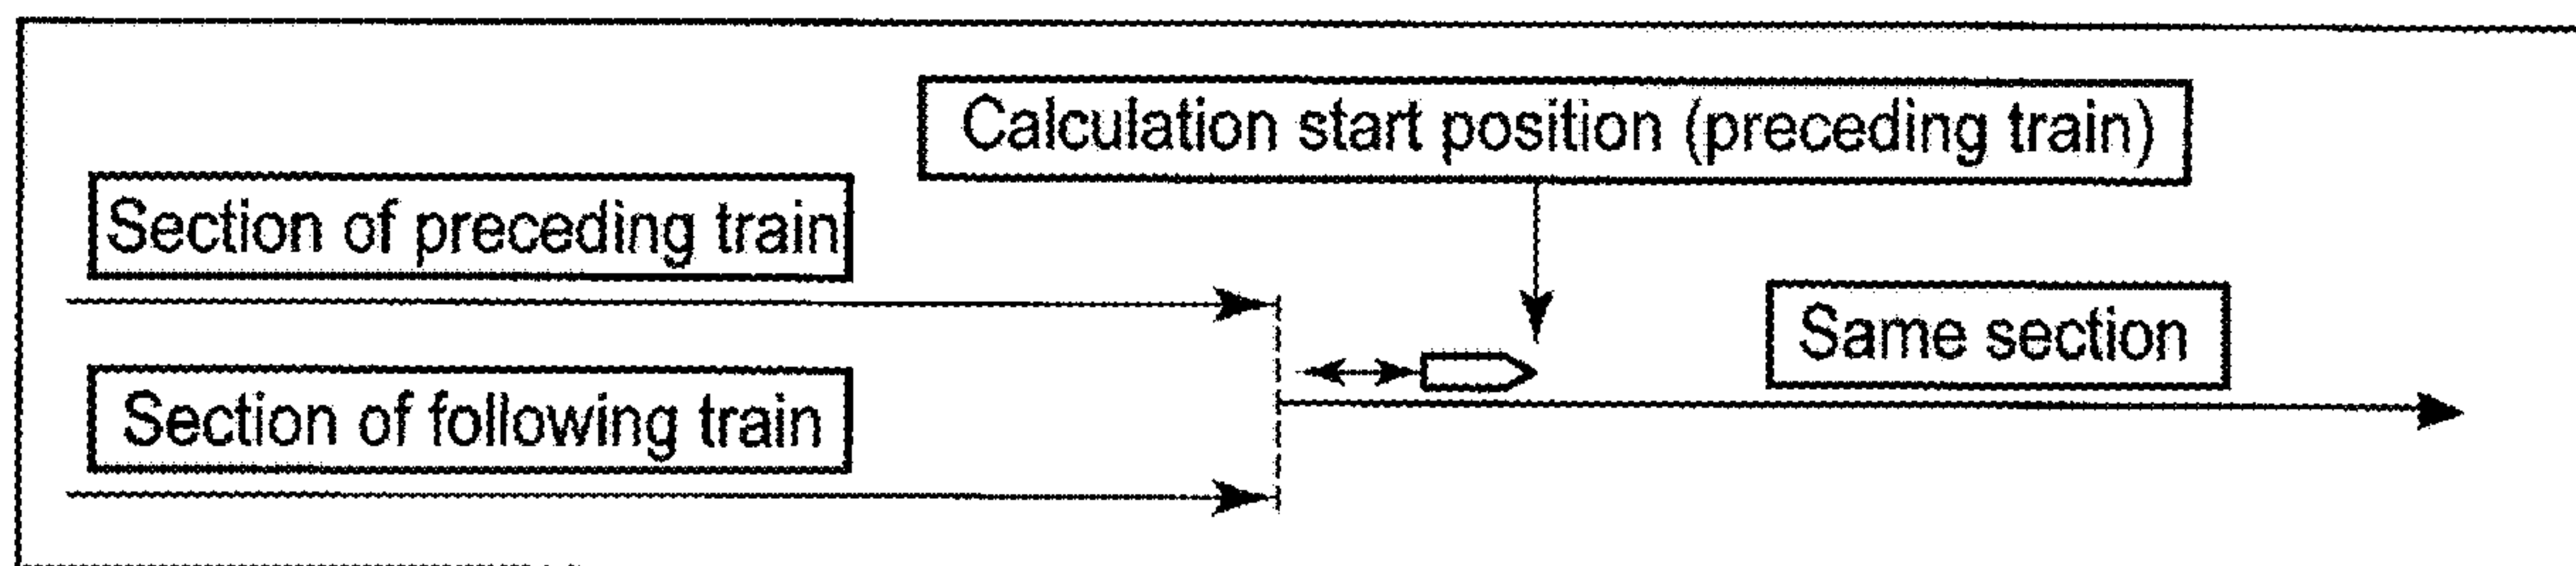 Calculation start position (preceding train)
Section of preceding train
Same section
Section of following train